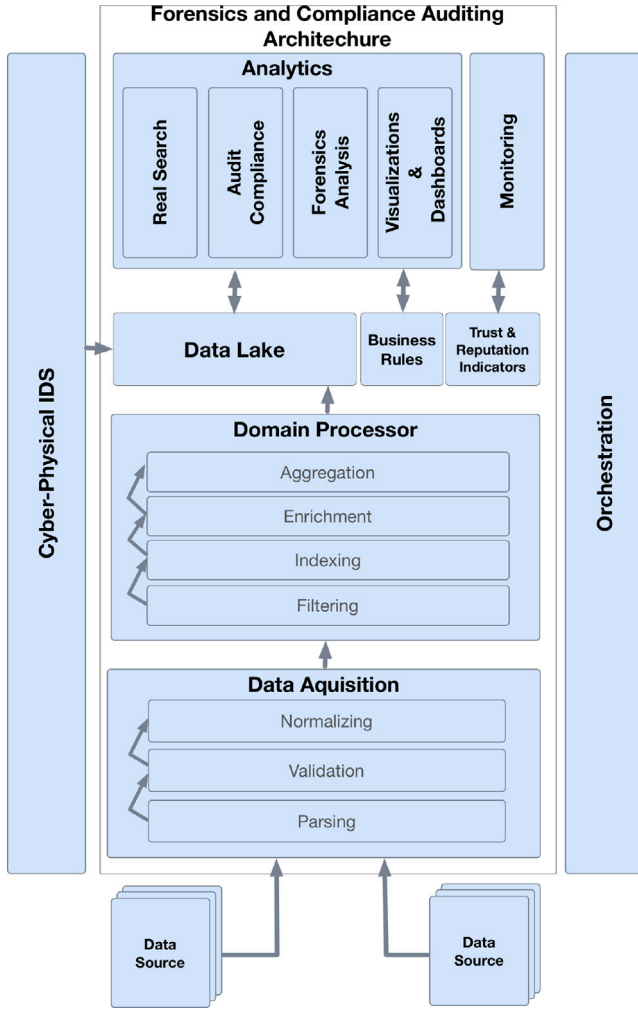 Forensics and Compliance Auditing
Architechure
Analytics
Real Search
Audit
Compliance
Forensics
Analysis
Visualizations
&
Dashboards
Monitoring
Data Lake
Business
Rules
Trust &
Reputation
Indicators
Cyber-Physical IDS
Orchestration
Domain Processor
Aggregation
Enrichment
Indexing
Filtering
Data Aquisition
Normalizing
Validation
Parsing
Data
Source
Data
Source